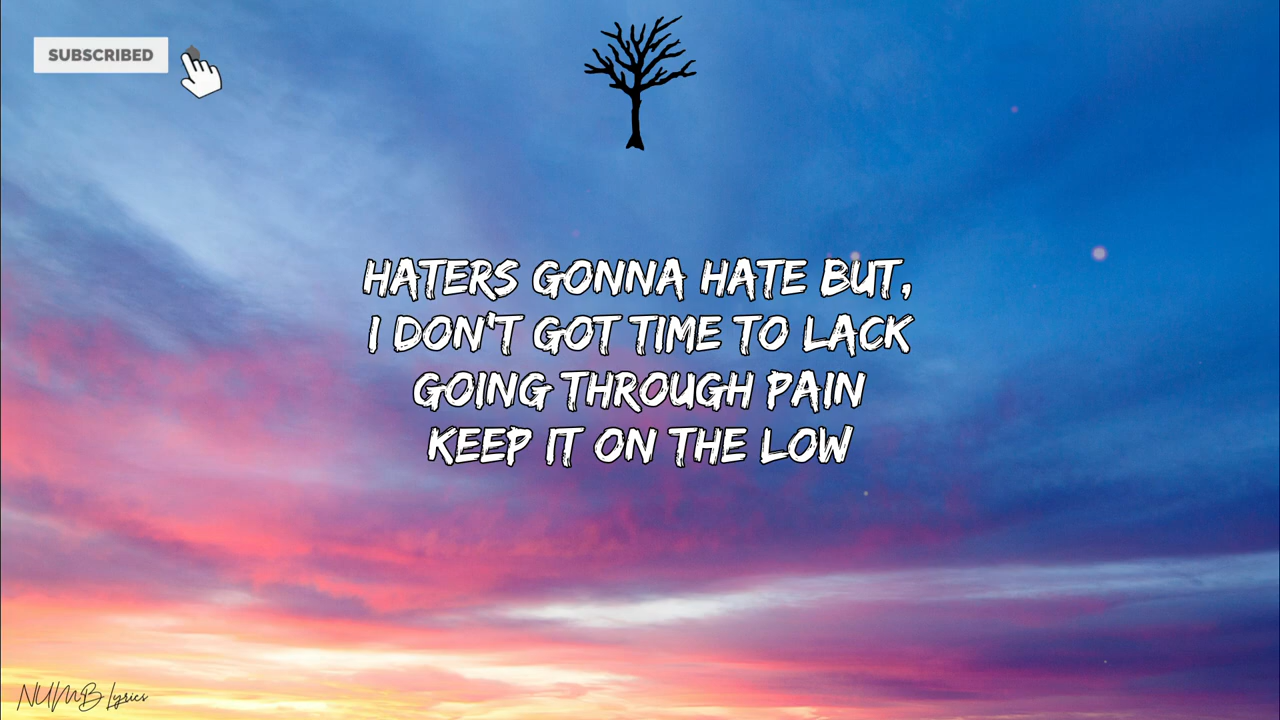 SUBSCRIBED
HATERS GONNA HATE BUT,
I DON'T GOT TIME TO LACK
GOING THROUGH PAIN
KEEP IT ON THE LOW
NUMB Lyrics